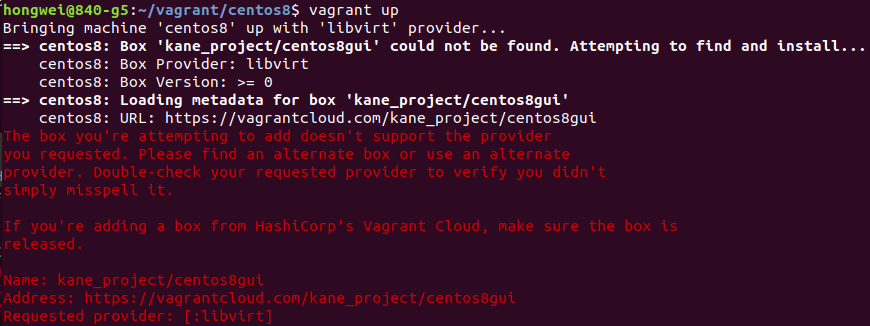 hongwei@840-g5:~/vagrant/centos8$ vagrant up
Bringing machine 'centos8' up with 'libvirt' provider...
==> centos8: Box 'kane_project/centos8gui' could not be found. Attempting to find and install...
    centos8: Box Provider: libvirt
    centos8: Box Version: >= 0
==> centos8: Loading metadata for box 'kane_project/centos8gui'
    centos8: URL: https://vagrantcloud.com/kane_project/centos8gui
The box you're attempting to add doesn't support the provider
you requested. Please find an alternate box or use an alternate
provider. Double-check your requested provider to verify you didn't
simply misspell it.

If you're adding a box from HashiCorp's Vagrant Cloud, make sure the box is
released.

Name: kane_project/centos8gui
Address: https://vagrantcloud.com/kane_project/centos8gui
Requested provider: [:libvirt]